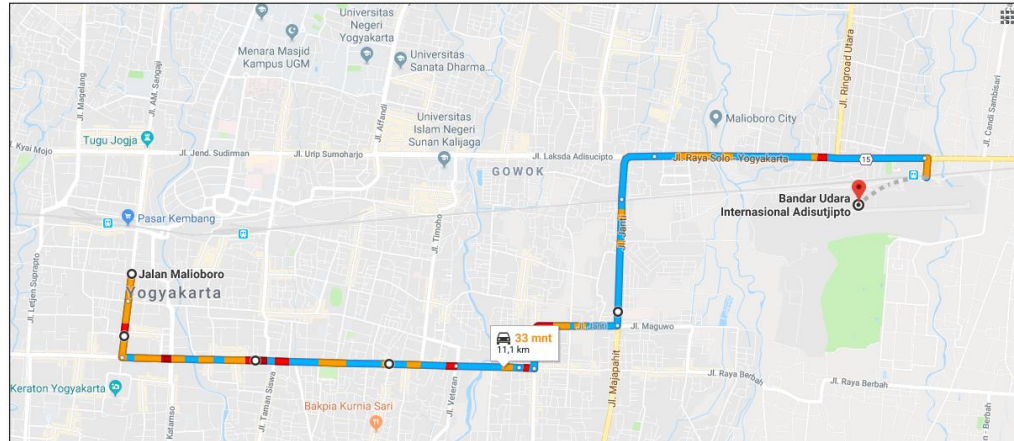 Universitas
Negeri
Yogyakarta
Menara Masjid
Kampus UGM
Universitas
Sanata Dharma...
Jl. Magelang
Jl. AM. Sangaji
Jl. Affandi
Jl. Ringroad Utara
Jl. Candi Sambisari
Universitas
Islam Negeri
Sunan Kalijaga
Malioboro City
Tugu Jogja
Jl. Kyai Mojo
Jl. Jend. Sudirman
Jl. Urip Sumoharjo
Jl. Laksda Adisucipto
Jl. Raya Solo - Yogyakarta
15
GOWOK
Bandar Udara
Internasional Adisutjipto
Pasar Kembang
Jl. Timoho
Jl. Janti
Jl. Letjen Suprapto
Jalan Malioboro
Yogyakarta
33 mnt
11,1 km
Jl. Janti
Jl. Maguwo
Jl. Majapahit
Keraton Yogyakarta
Jl. Taman Siswa
Jl. Veteran
Jl. Raya Berbah
Jl. Raya Berbah
Bakpia Kurnia Sari
Katamso
- Berbah